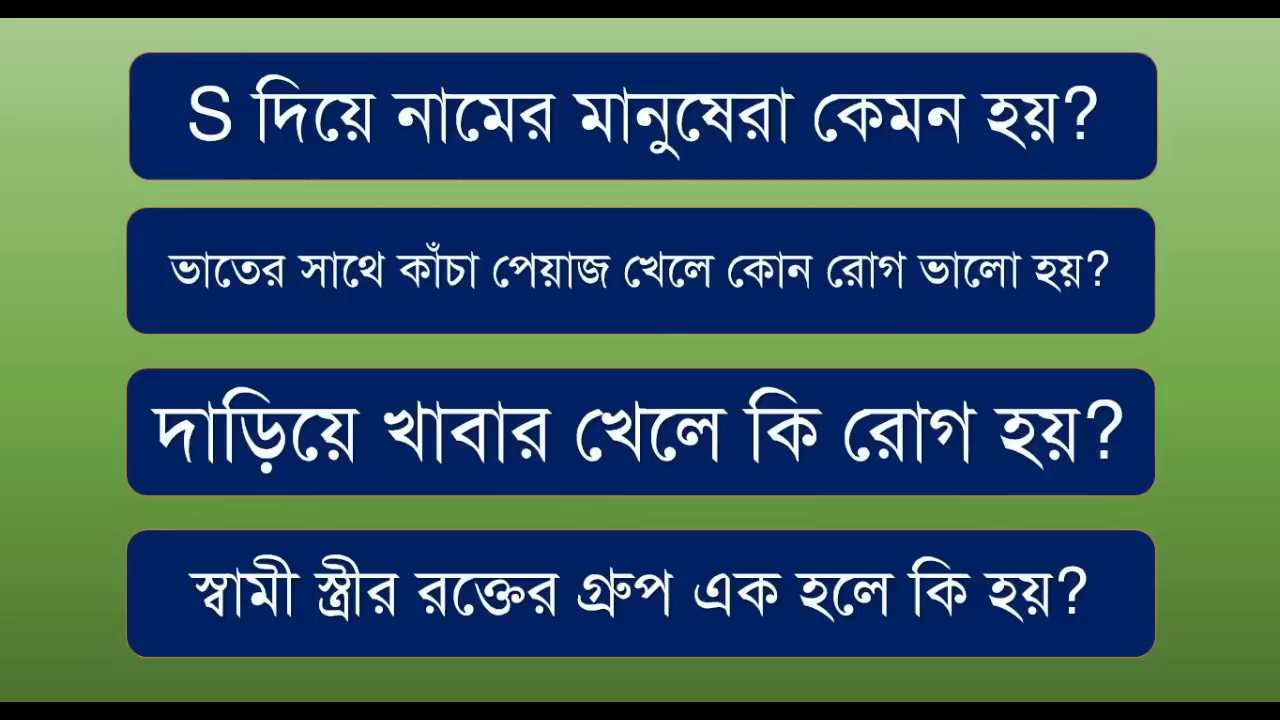 S দিয়ে নামের মানুষেরা কেমন হয়?
ভাতের সাথে কাঁচা পেয়াজ খেলে কোন রোগ ভালো হয়?
দাড়িয়ে খাবার খেলে কি রোগ হয়?
স্বামী স্ত্রীর রক্তের গ্রুপ এক হলে কি হয়?